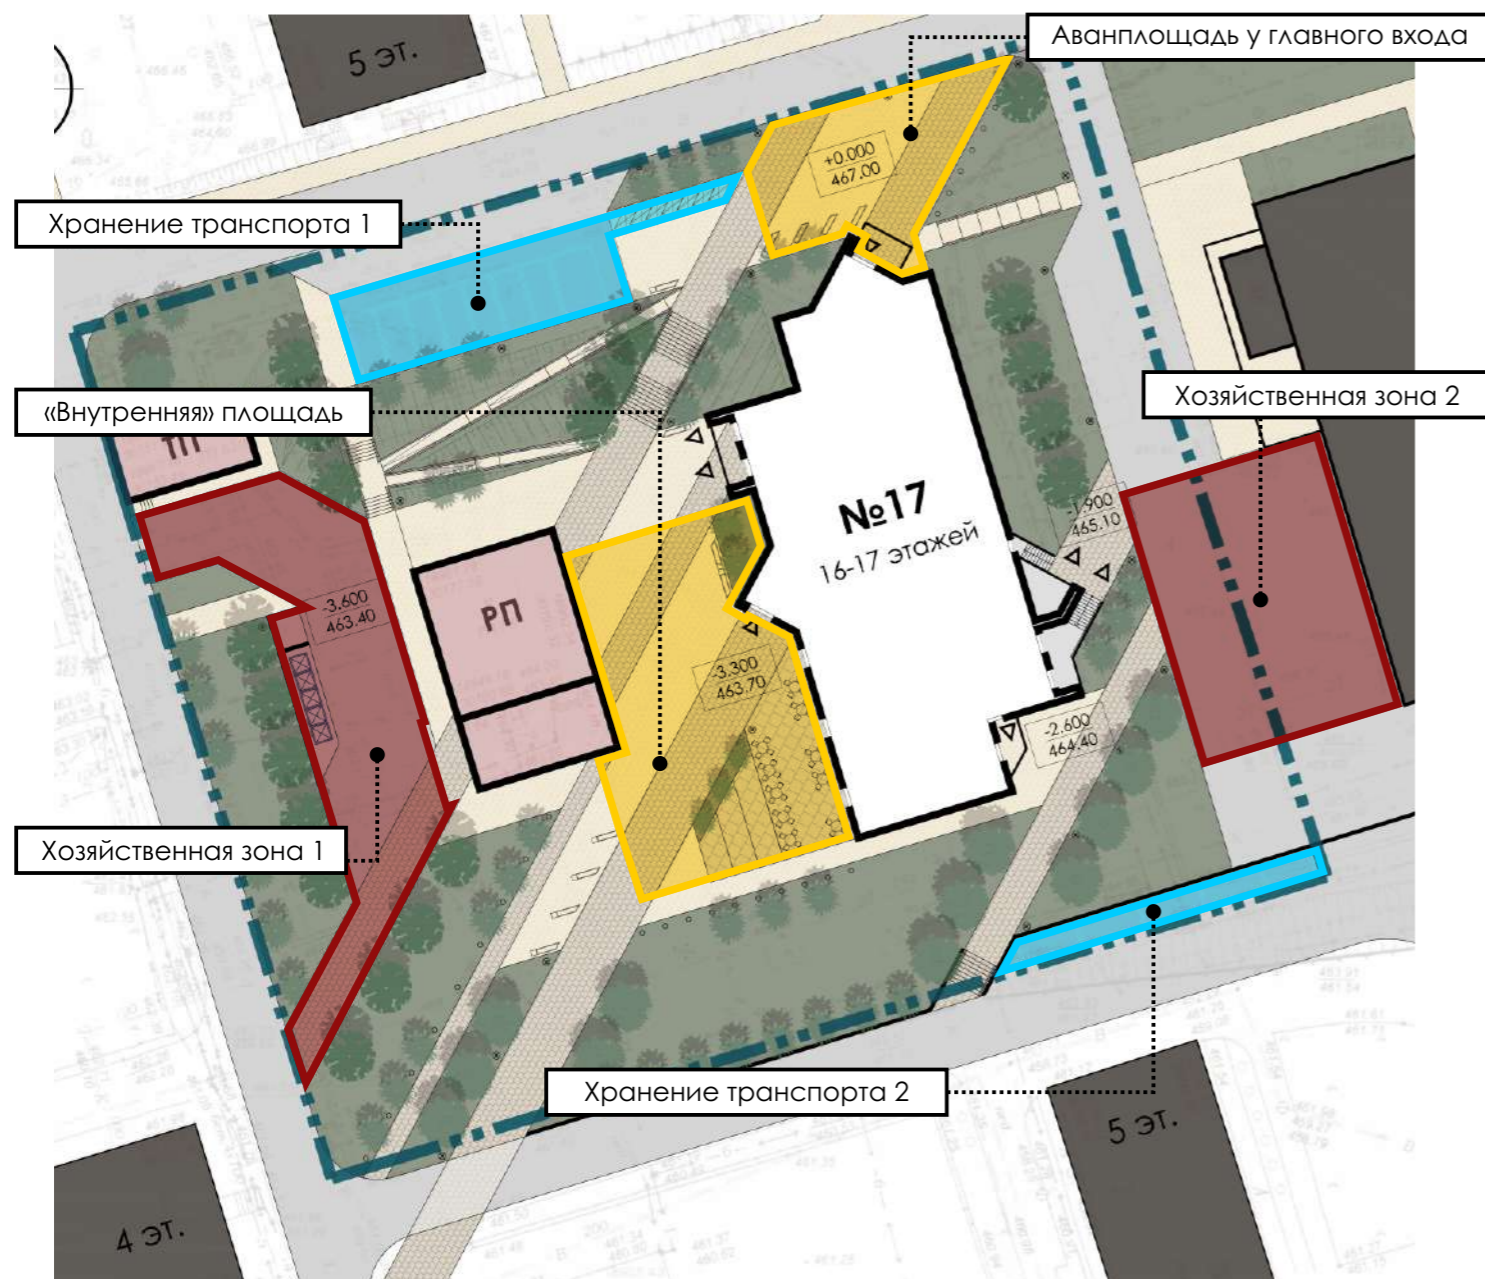 Аванплощадь у главного входа
5 эт.
+0.000
467.00
Хранение транспорта 1
Хозяйственная зона 2
«Внутренняя» площадь
ТП
№17
16-17 этажей
-1.900
465.10
-3.600
463.40
РП
-3.300
463.70
-2.600
464.40
Хозяйственная зона 1
Хранение транспорта 2
5 эт.
4 эт.